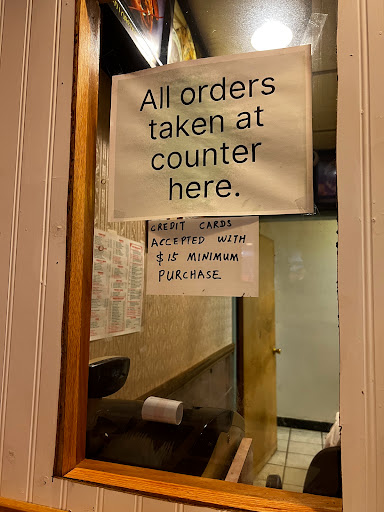 All orders
taken at
counter
here.
CREDIT CARDS
ACCEPTED WITH
$15 MINIMUM
PURCHASE